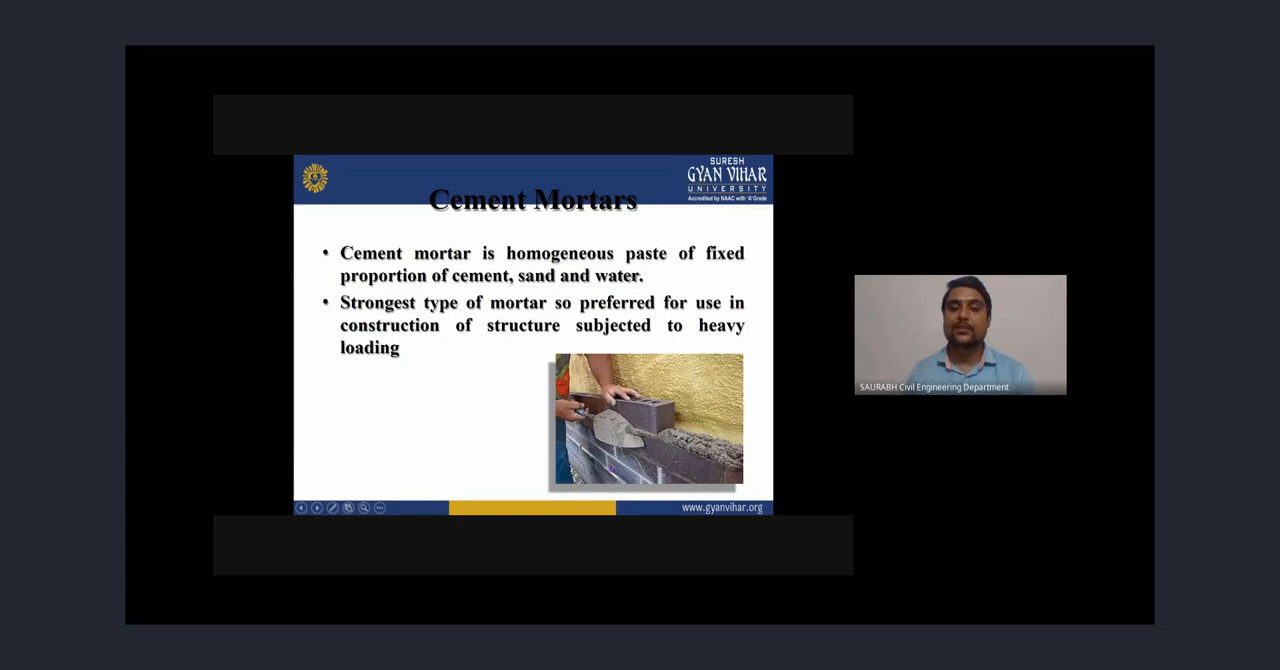 SURESH
GYAN VIHAR
UNIVERSITY
Accredited by NAAC with 'A' Grade
Cement Mortars
• Cement mortar is homogeneous paste of fixed
proportion of cement, sand and water.
• Strongest type of mortar so preferred for use in
construction of structure subjected to heavy
loading
www.gyanvihar.org
SAURABH Civil Engineering Department